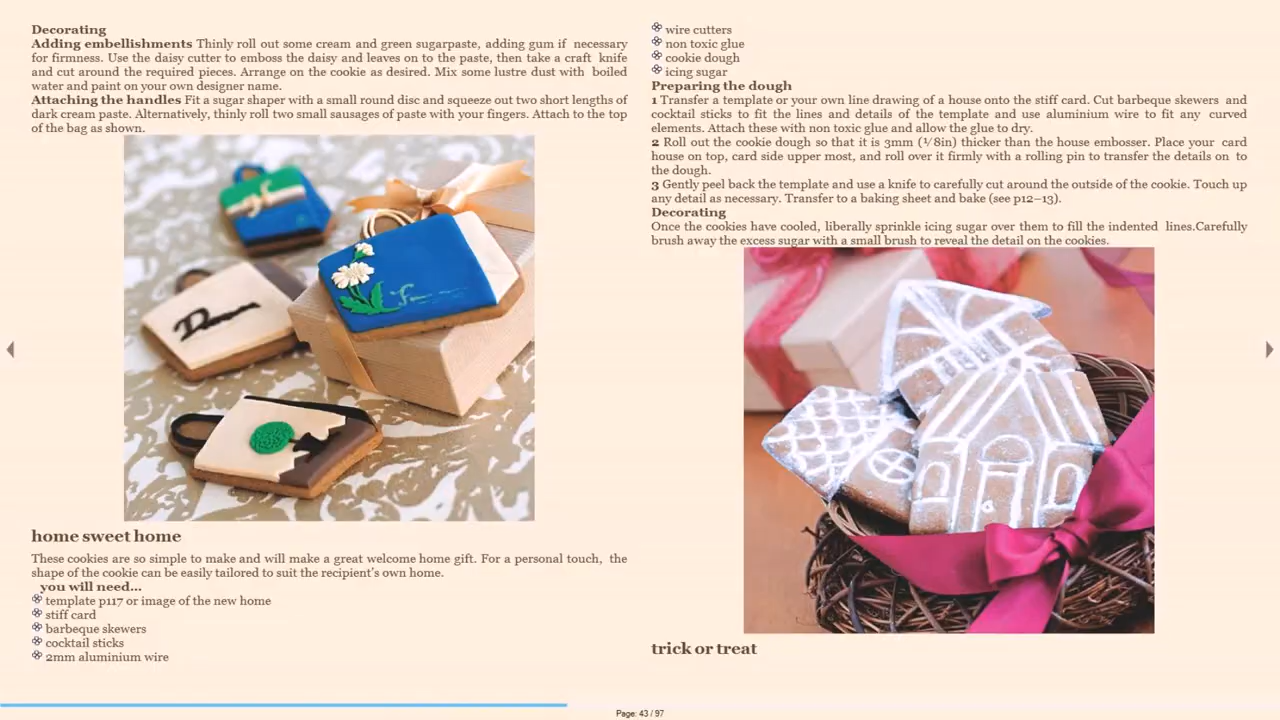 Decorating
Adding embellishments Thinly roll out some cream and green sugarpaste, adding gum if necessary
for firmness. Use the daisy cutter to emboss the daisy and leaves on to the paste, then take a craft knife
and cut around the required pieces. Arrange on the cookie as desired. Mix some lustre dust with boiled
water and paint on your own designer name.
Attaching the handles Fit a sugar shaper with a small round disc and squeeze out two short lengths of
dark cream paste. Alternatively, thinly roll two small sausages of paste with your fingers. Attach to the top
of the bag as shown.
home sweet home
These cookies are so simple to make and will make a great welcome home gift. For a personal touch, the
shape of the cookie can be easily tailored to suit the recipient's own home.
you will need...
template p117 or image of the new home
stiff card
barbeque skewers
cocktail sticks
2mm aluminium wire
wire cutters
non toxic glue
cookie dough
icing sugar
Preparing the dough
1 Transfer a template or your own line drawing of a house onto the stiff card. Cut barbeque skewers and
cocktail sticks to fit the lines and details of the template and use aluminium wire to fit any curved
elements. Attach these with non toxic glue and allow the glue to dry.
2 Roll out the cookie dough so that it is 3mm (1⁄8in) thicker than the house embosser. Place your card
house on top, card side upper most, and roll over it firmly with a rolling pin to transfer the details on to
the dough.
3 Gently peel back the template and use a knife to carefully cut around the outside of the cookie. Touch up
any detail as necessary. Transfer to a baking sheet and bake (see p12–13).
Decorating
Once the cookies have cooled, liberally sprinkle icing sugar over them to fill the indented lines.Carefully
brush away the excess sugar with a small brush to reveal the detail on the cookies.
trick or treat
Page: 43 / 97